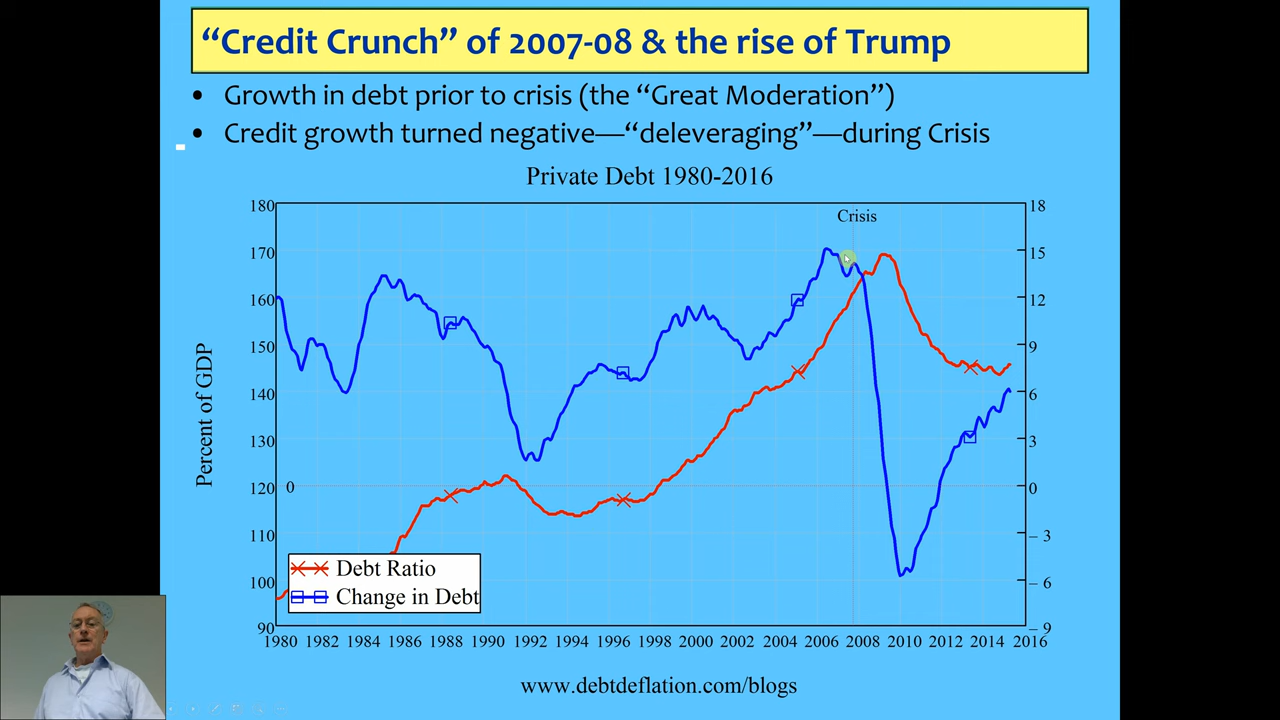 “Credit Crunch” of 2007-08 & the rise of Trump
• Growth in debt prior to crisis (the “Great Moderation”)
• Credit growth turned negative—“deleveraging”—during Crisis
Private Debt 1980-2016
Crisis
180
170
160
150
140
130
120
110
100
90
Percent of GDP
0
18
15
12
9
6
3
0
– 3
– 6
– 9
Debt Ratio
Change in Debt
1980 1982 1984 1986 1988 1990 1992 1994 1996 1998 2000 2002 2004 2006 2008 2010 2012 2014 2016
www.debtdeflation.com/blogs